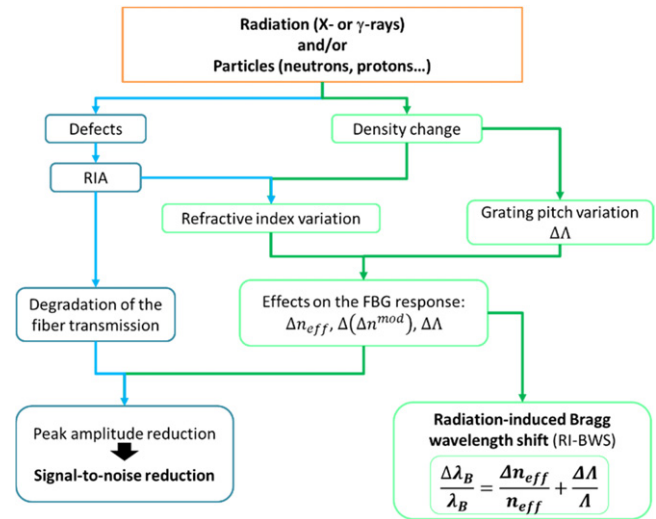 Radiation (X- or γ-rays)
and/or
Particles (neutrons, protons…)
Defects
Density change
RIA
Refractive index variation
Grating pitch variation
ΔΛ
Degradation of the
fiber transmission
Effects on the FBG response:
Δn_eff, Δ(Δn^mod), ΔΛ
Peak amplitude reduction
Signal-to-noise reduction
Radiation-induced Bragg
wavelength shift (RI-BWS)
Δλ_B/λ_B = Δn_eff/n_eff + ΔΛ/Λ